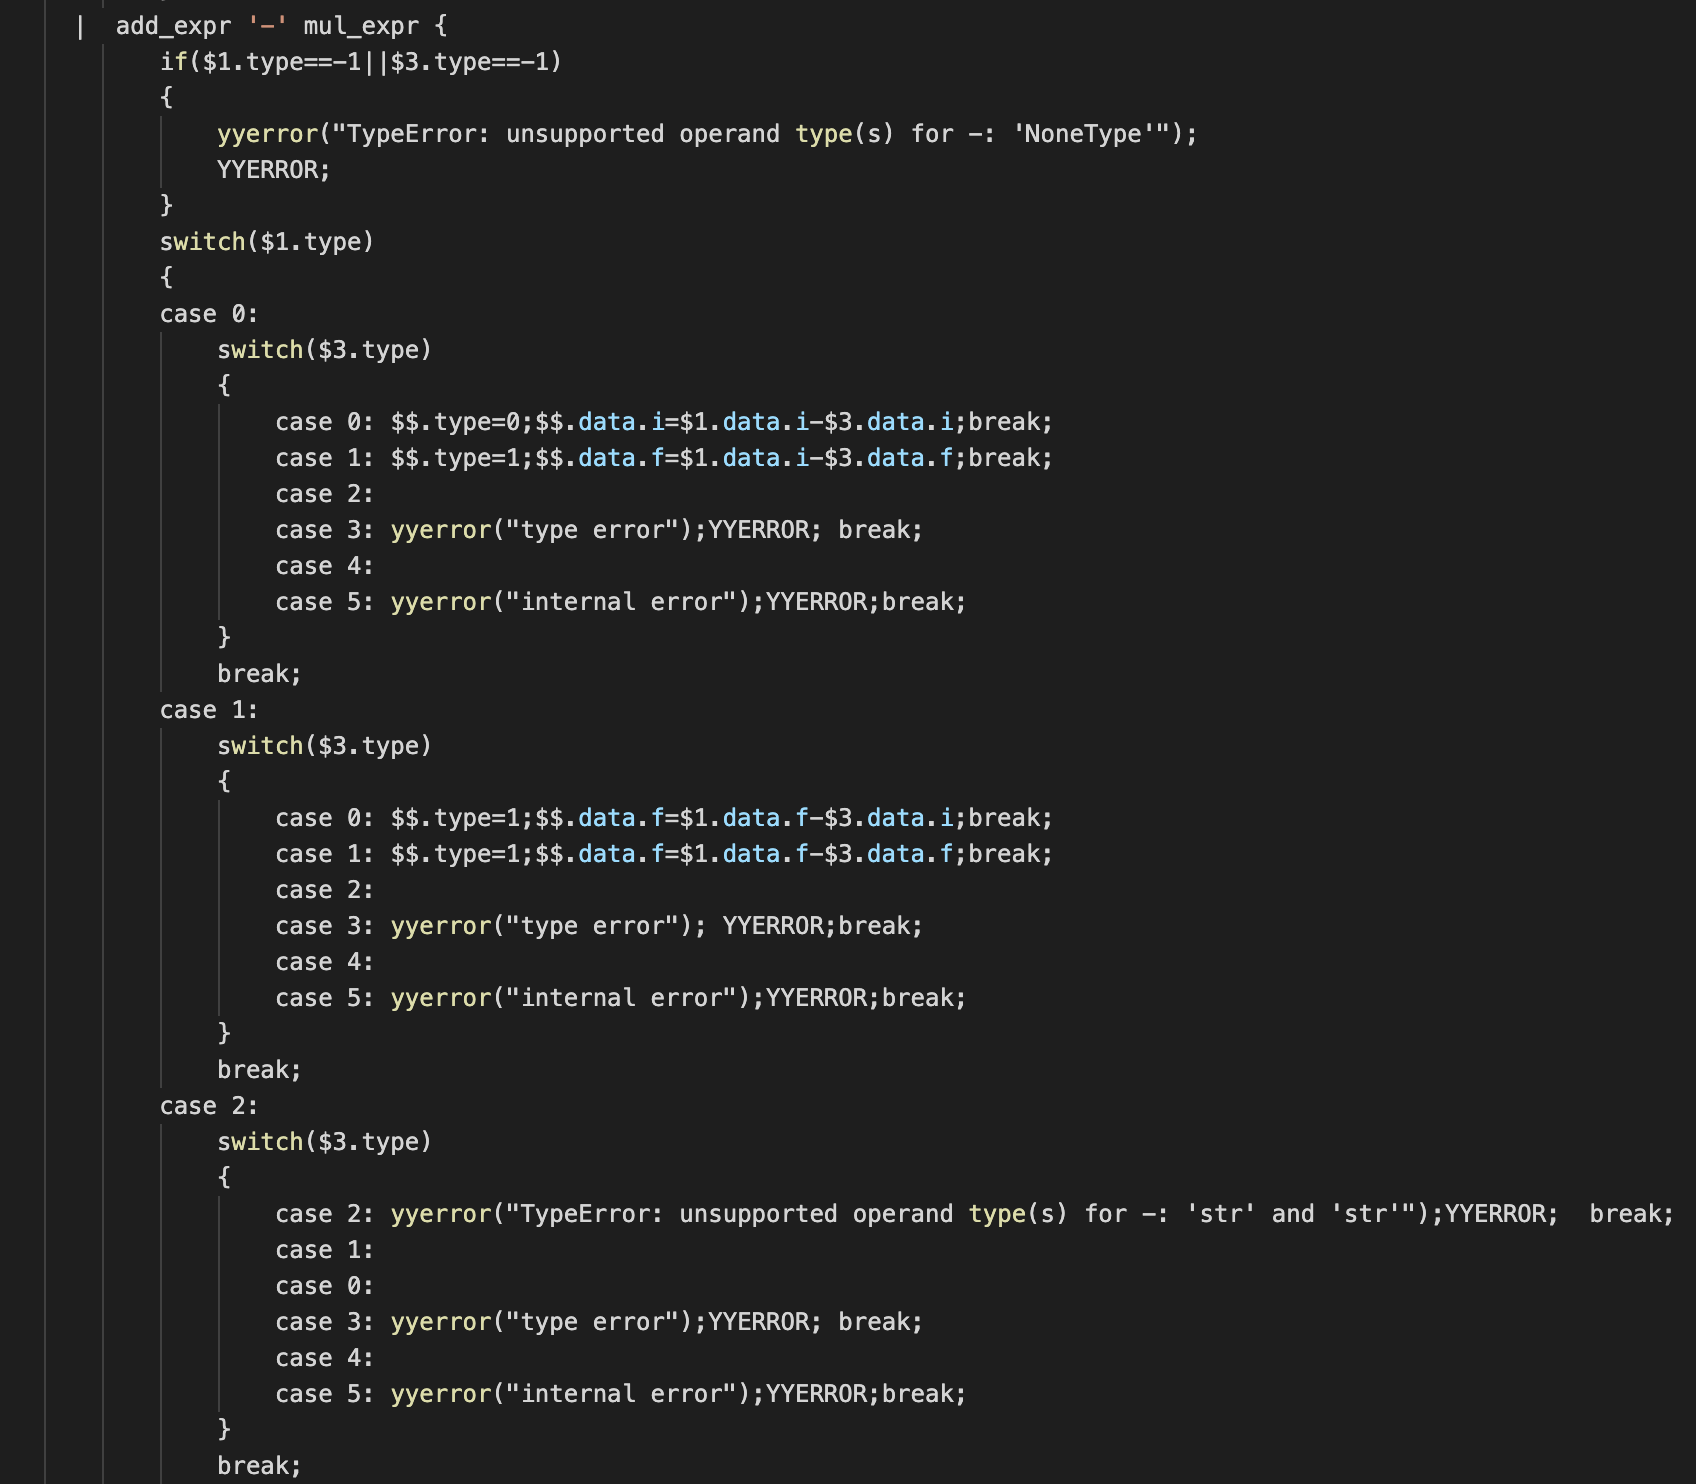 |  add_expr '-' mul_expr {
if($1.type==-1||$3.type==-1)
{
yyerror("TypeError: unsupported operand type(s) for -: 'NoneType'");
YYERROR;
}
switch($1.type)
{
case 0:
switch($3.type)
{
case 0: $$.type=0;$$.data.i=$1.data.i-$3.data.i;break;
case 1: $$.type=1;$$.data.f=$1.data.i-$3.data.f;break;
case 2:
case 3: yyerror("type error");YYERROR; break;
case 4:
case 5: yyerror("internal error");YYERROR;break;
}
break;
case 1:
switch($3.type)
{
case 0: $$.type=1;$$.data.f=$1.data.f-$3.data.i;break;
case 1: $$.type=1;$$.data.f=$1.data.f-$3.data.f;break;
case 2:
case 3: yyerror("type error"); YYERROR;break;
case 4:
case 5: yyerror("internal error");YYERROR;break;
}
break;
case 2:
switch($3.type)
{
case 2: yyerror("TypeError: unsupported operand type(s) for -: 'str' and 'str'");YYERROR;  break;
case 1:
case 0:
case 3: yyerror("type error");YYERROR; break;
case 4:
case 5: yyerror("internal error");YYERROR;break;
}
break;